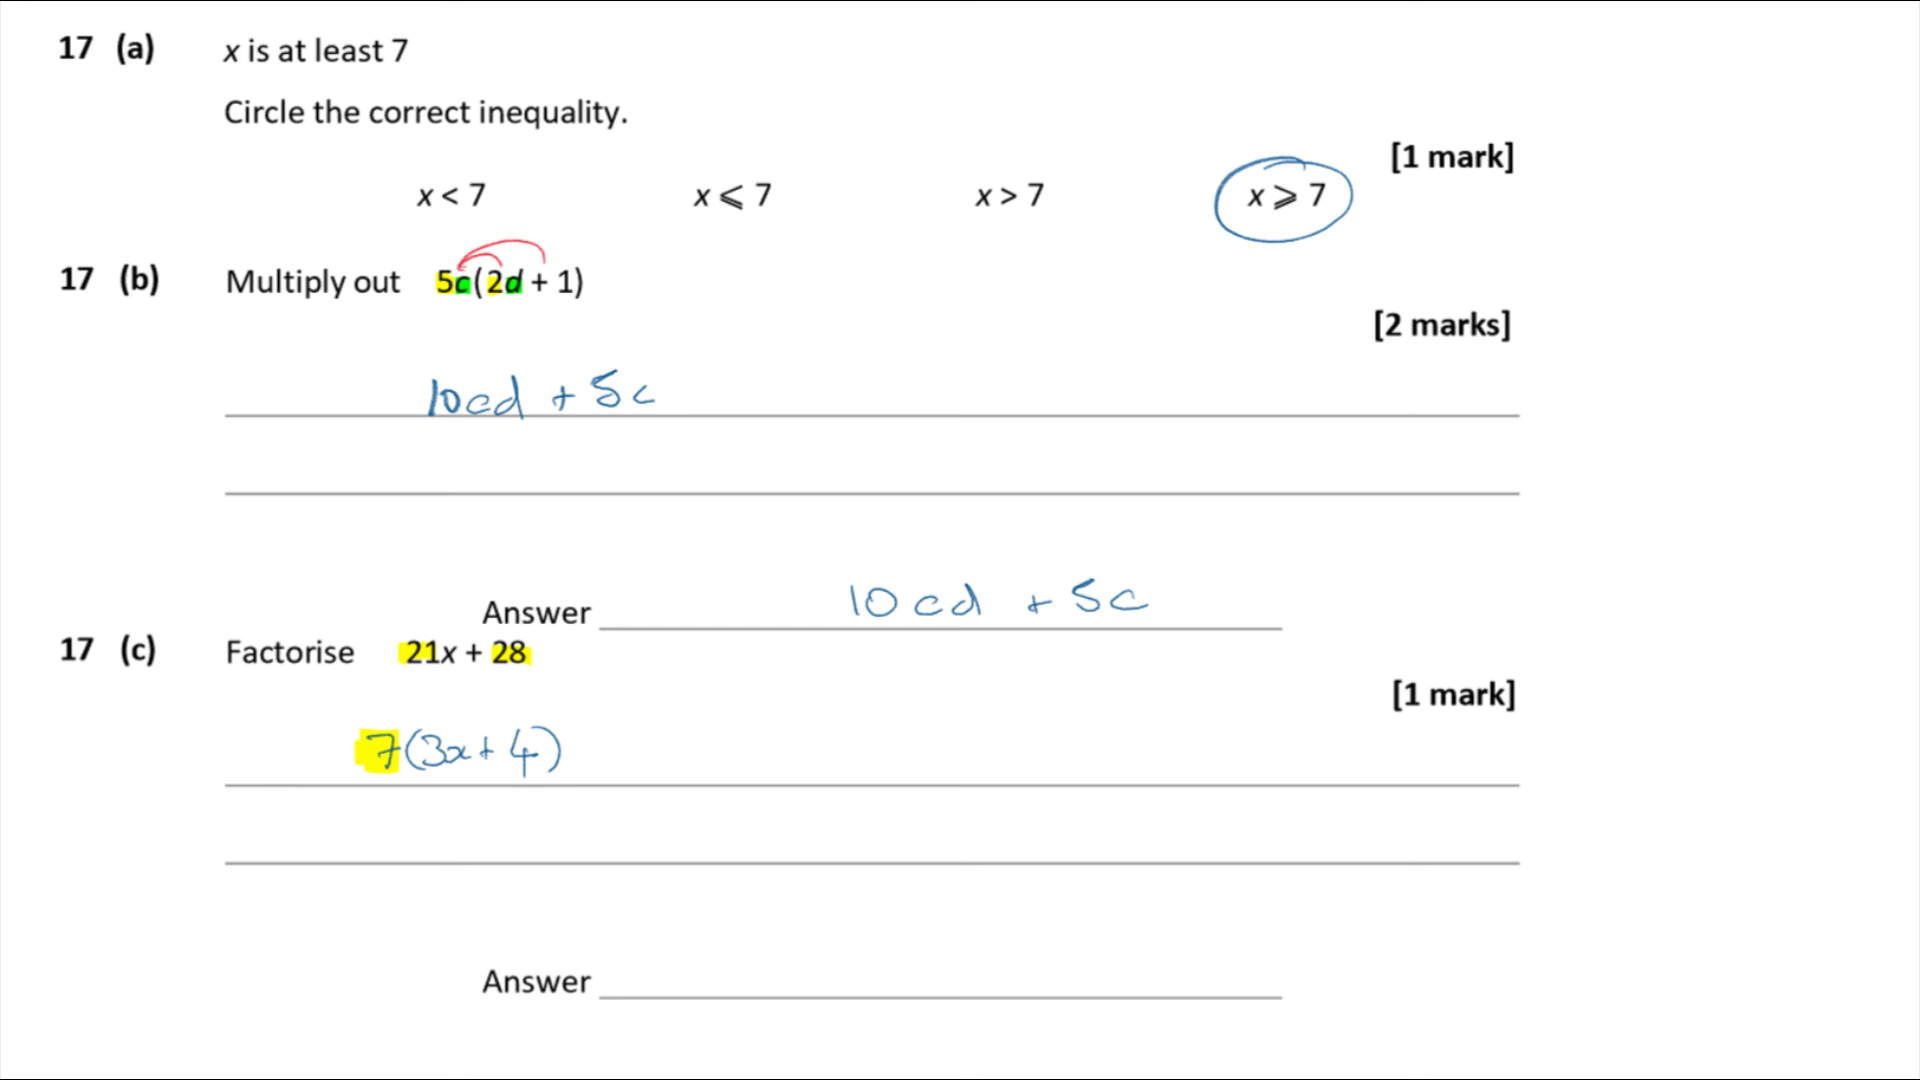 17 (a) x is at least 7
Circle the correct inequality.
[1 mark]
x < 7 x ⩽ 7 x > 7 x ⩾ 7
17 (b) Multiply out 5c(2d + 1)
[2 marks]
10cd + 5c
Answer 10cd + 5c
17 (c) Factorise 21x + 28
[1 mark]
7(3x + 4)
Answer